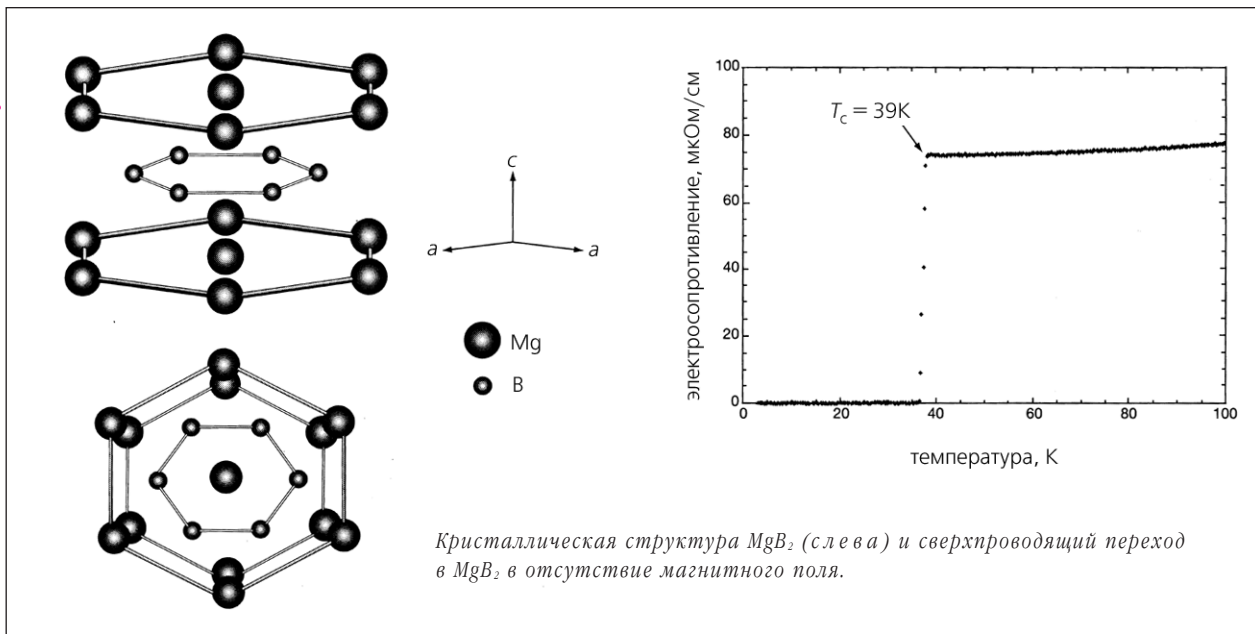 c
a
a
Mg
B
100
80
60
40
20
0
0
20
40
60
80
100
T_c = 39К
электросопротивление, мкОм/см
температура, К
Кристаллическая структура MgB₂ (слева) и сверхпроводящий переход
в MgB₂ в отсутствие магнитного поля.